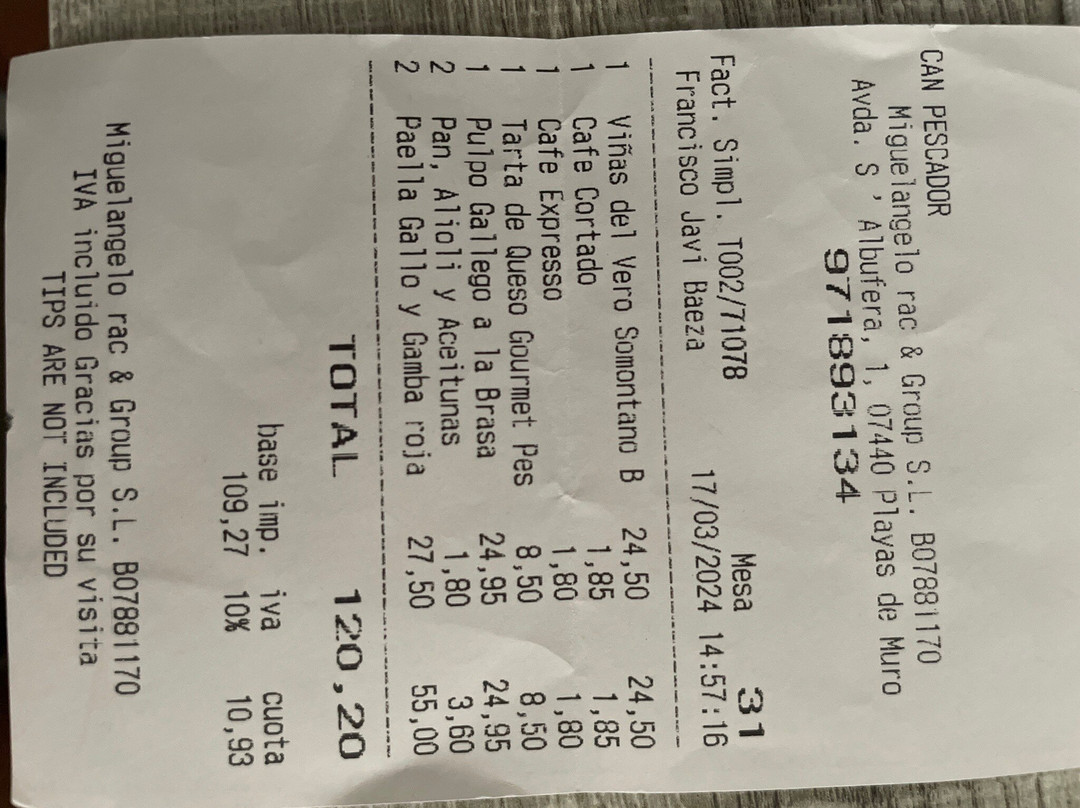 CAN PESCADOR
Miguelangelo rac & Group S.L. B07881170
Avda. S ' Albufera, 1, 07440 Playas de Muro
971893134
Mesa 31
Fact. Simpl. T002/71078 17/03/2024 14:57:16
Francisco Javi Baeza
1 Viñas del Vero Somontano B 24,50 24,50
1 Cafe Cortado 1,85 1,85
1 Cafe Expresso 1,80 1,80
1 Tarta de Queso Gourmet Pes 8,50 8,50
1 Pulpo Gallego a la Brasa 24,95 24,95
2 Pan, Alioli y Aceitunas 1,80 3,60
2 Paella Gallo y Gamba roja 27,50 55,00
TOTAL 120,20
base imp. iva cuota
109,27 10% 10,93
Miguelangelo rac & Group S.L. B07881170
IVA incluido Gracias por su visita
TIPS ARE NOT INCLUDED